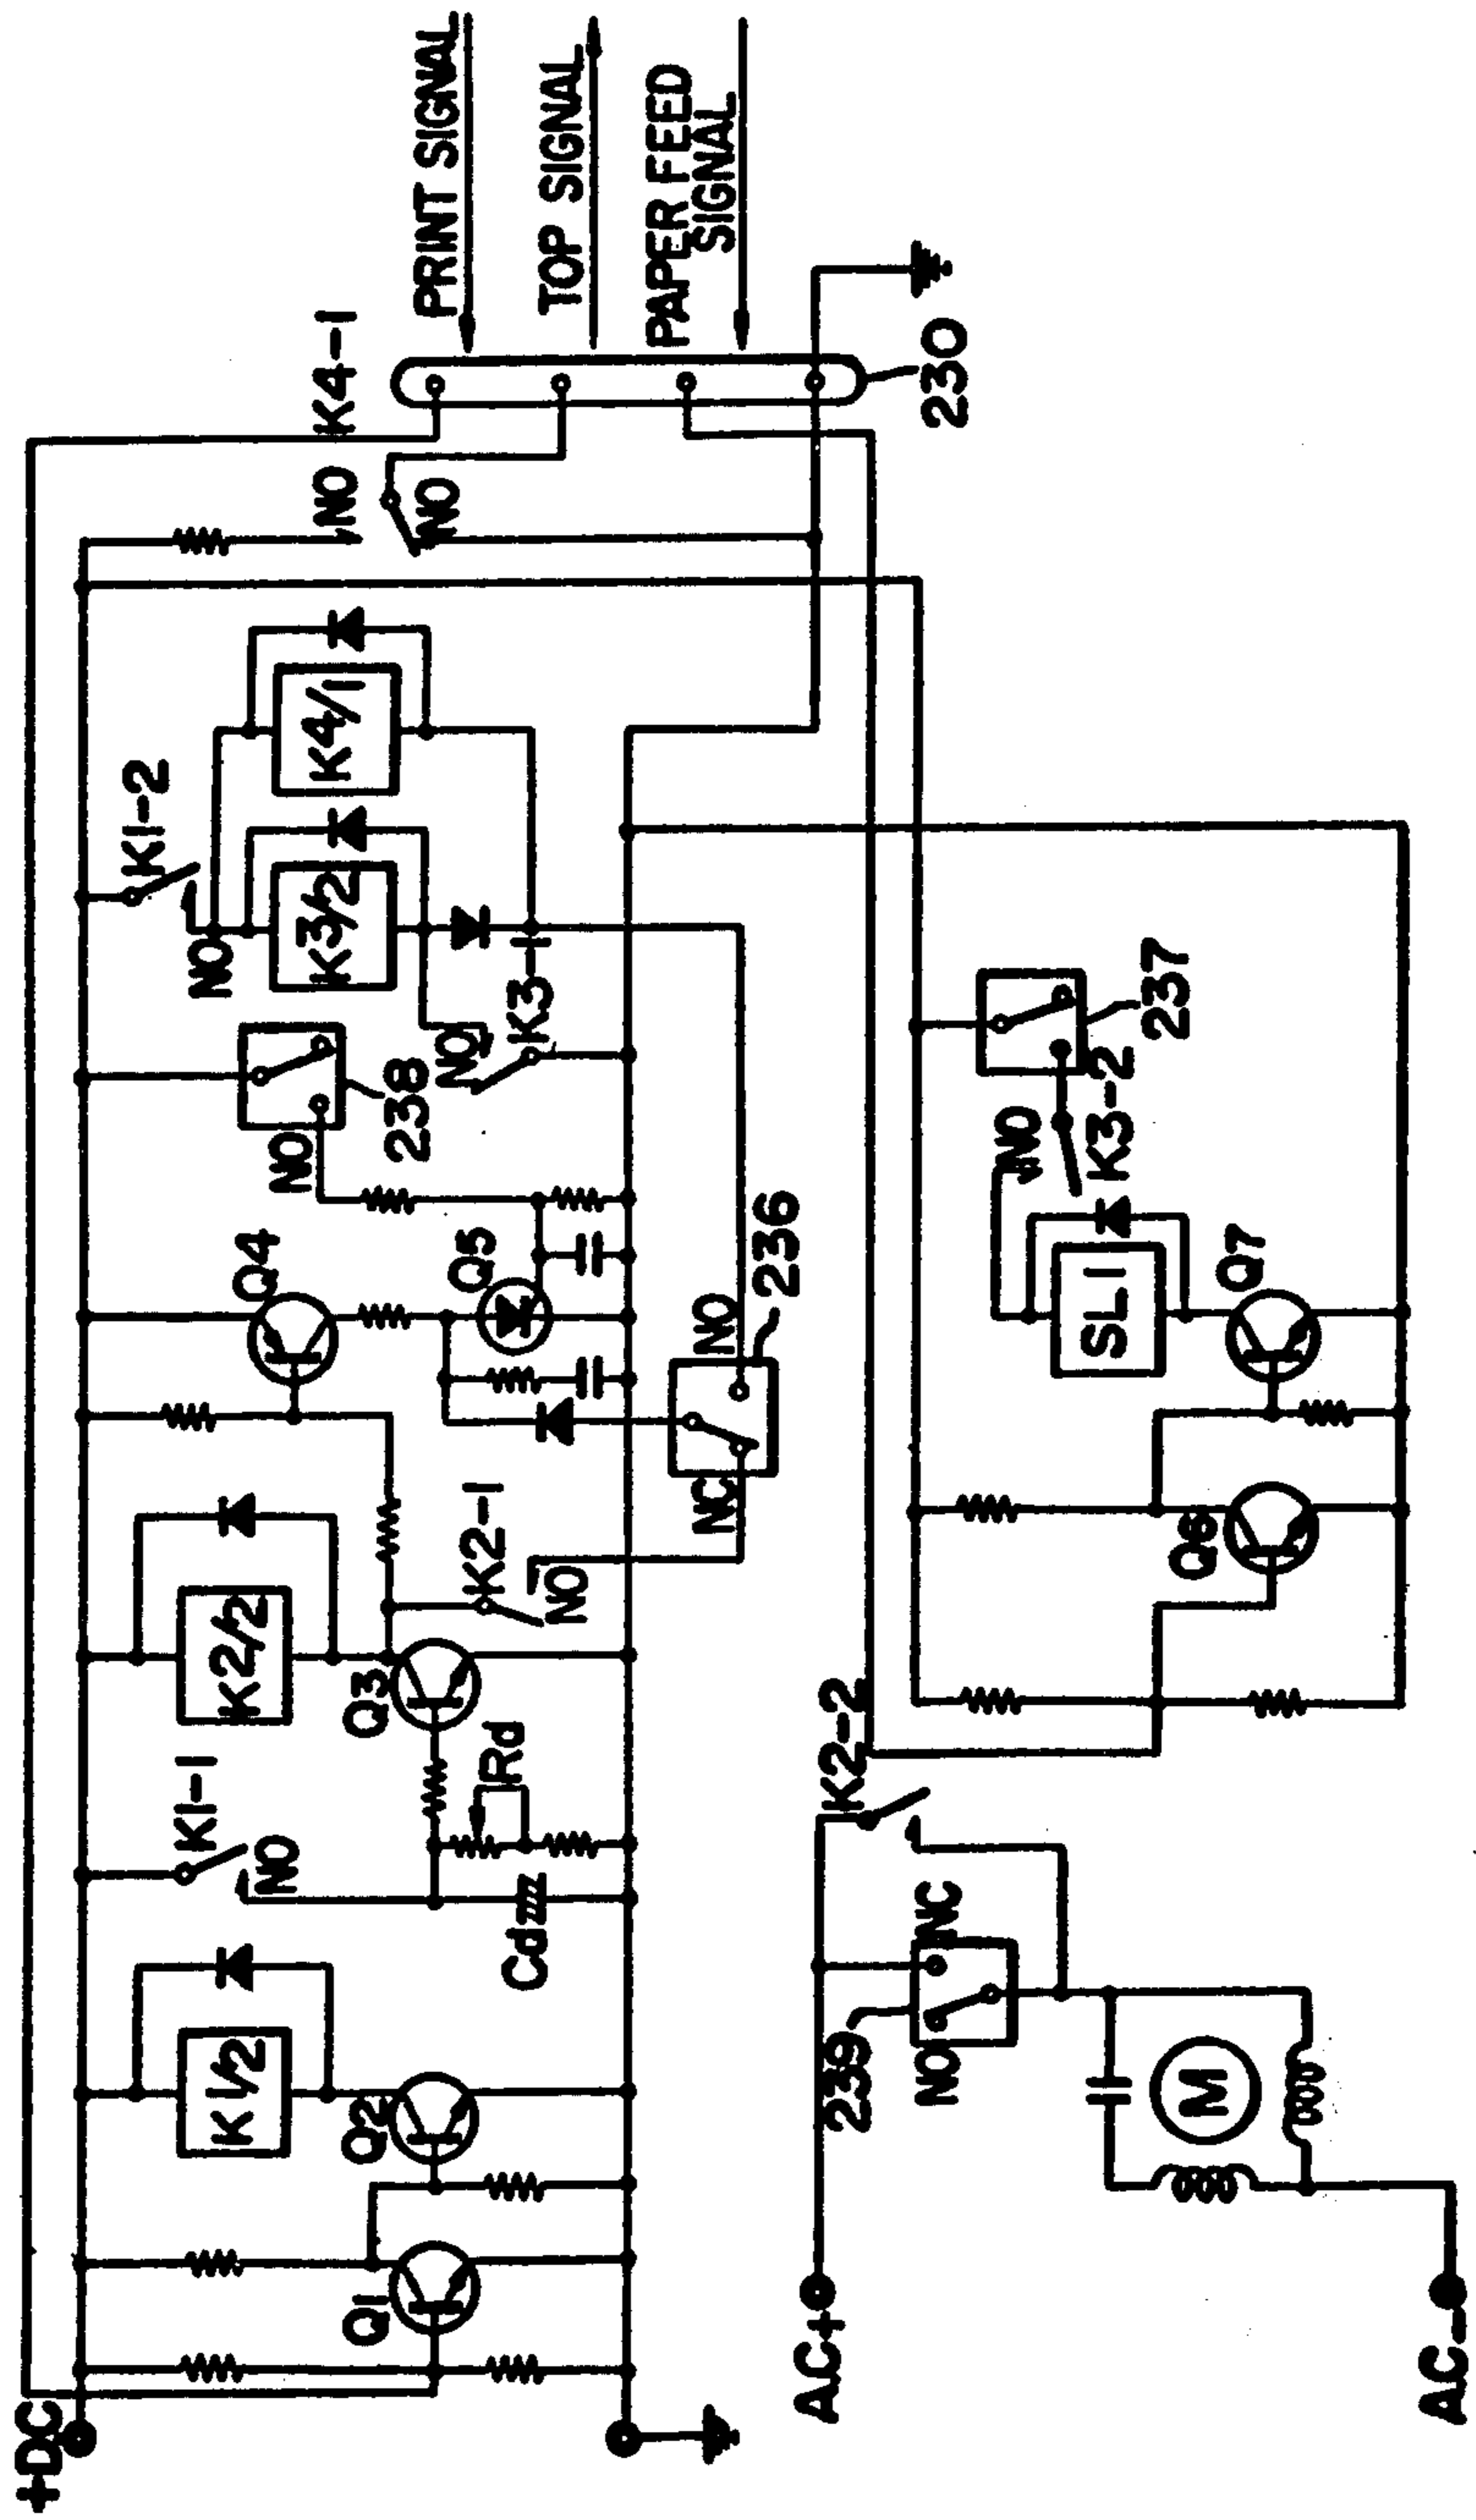 +DC
Q1
K1/2
Q2
K1-1
NO
Cd
Rd
K2/2
Q3
K2-1
NO
Q4
Q5
NO
238
NO
K3-1
K1-2
NO
K3/2
K4/1
NO
K4-1
NO
PRINT SIGNAL
TOP SIGNAL
PAPER FEED
SIGNAL
230
NC
NO
236
AC+
239
NO
NC
K2-2
M
AC-
Q6
Q7
SL1
NO
K3-2
237